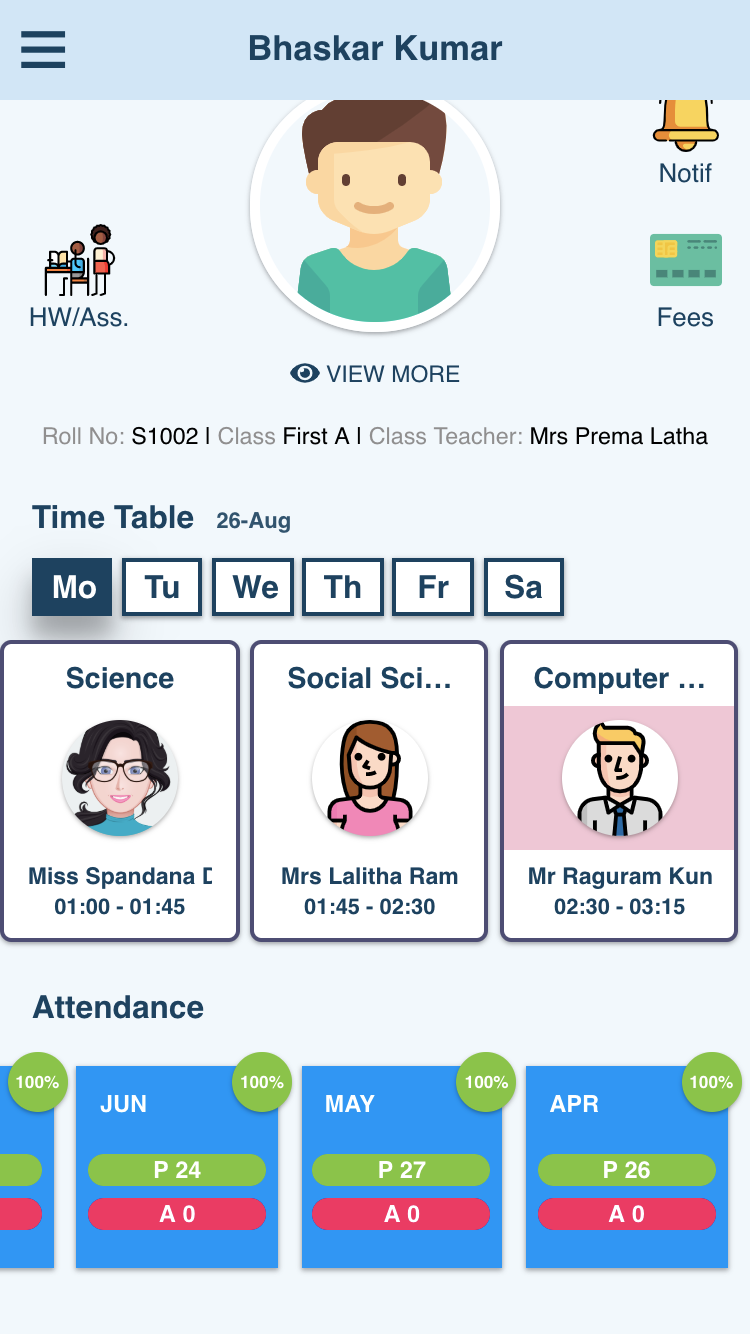 Bhaskar Kumar
Notif
HW/Ass.
Fees
VIEW MORE
Roll No: S1002 | Class First A | Class Teacher: Mrs Prema Latha
Time Table 26-Aug
Mo Tu We Th Fr Sa
Science Social Sci... Computer ...
Miss Spandana Mrs Lalitha Ram Mr Raguram Kun
01:00 - 01:45 01:45 - 02:30 02:30 - 03:15
Attendance
100% 100% 100% 100%
JUN MAY APR
P 24 P 27 P 26
A 0 A 0 A 0